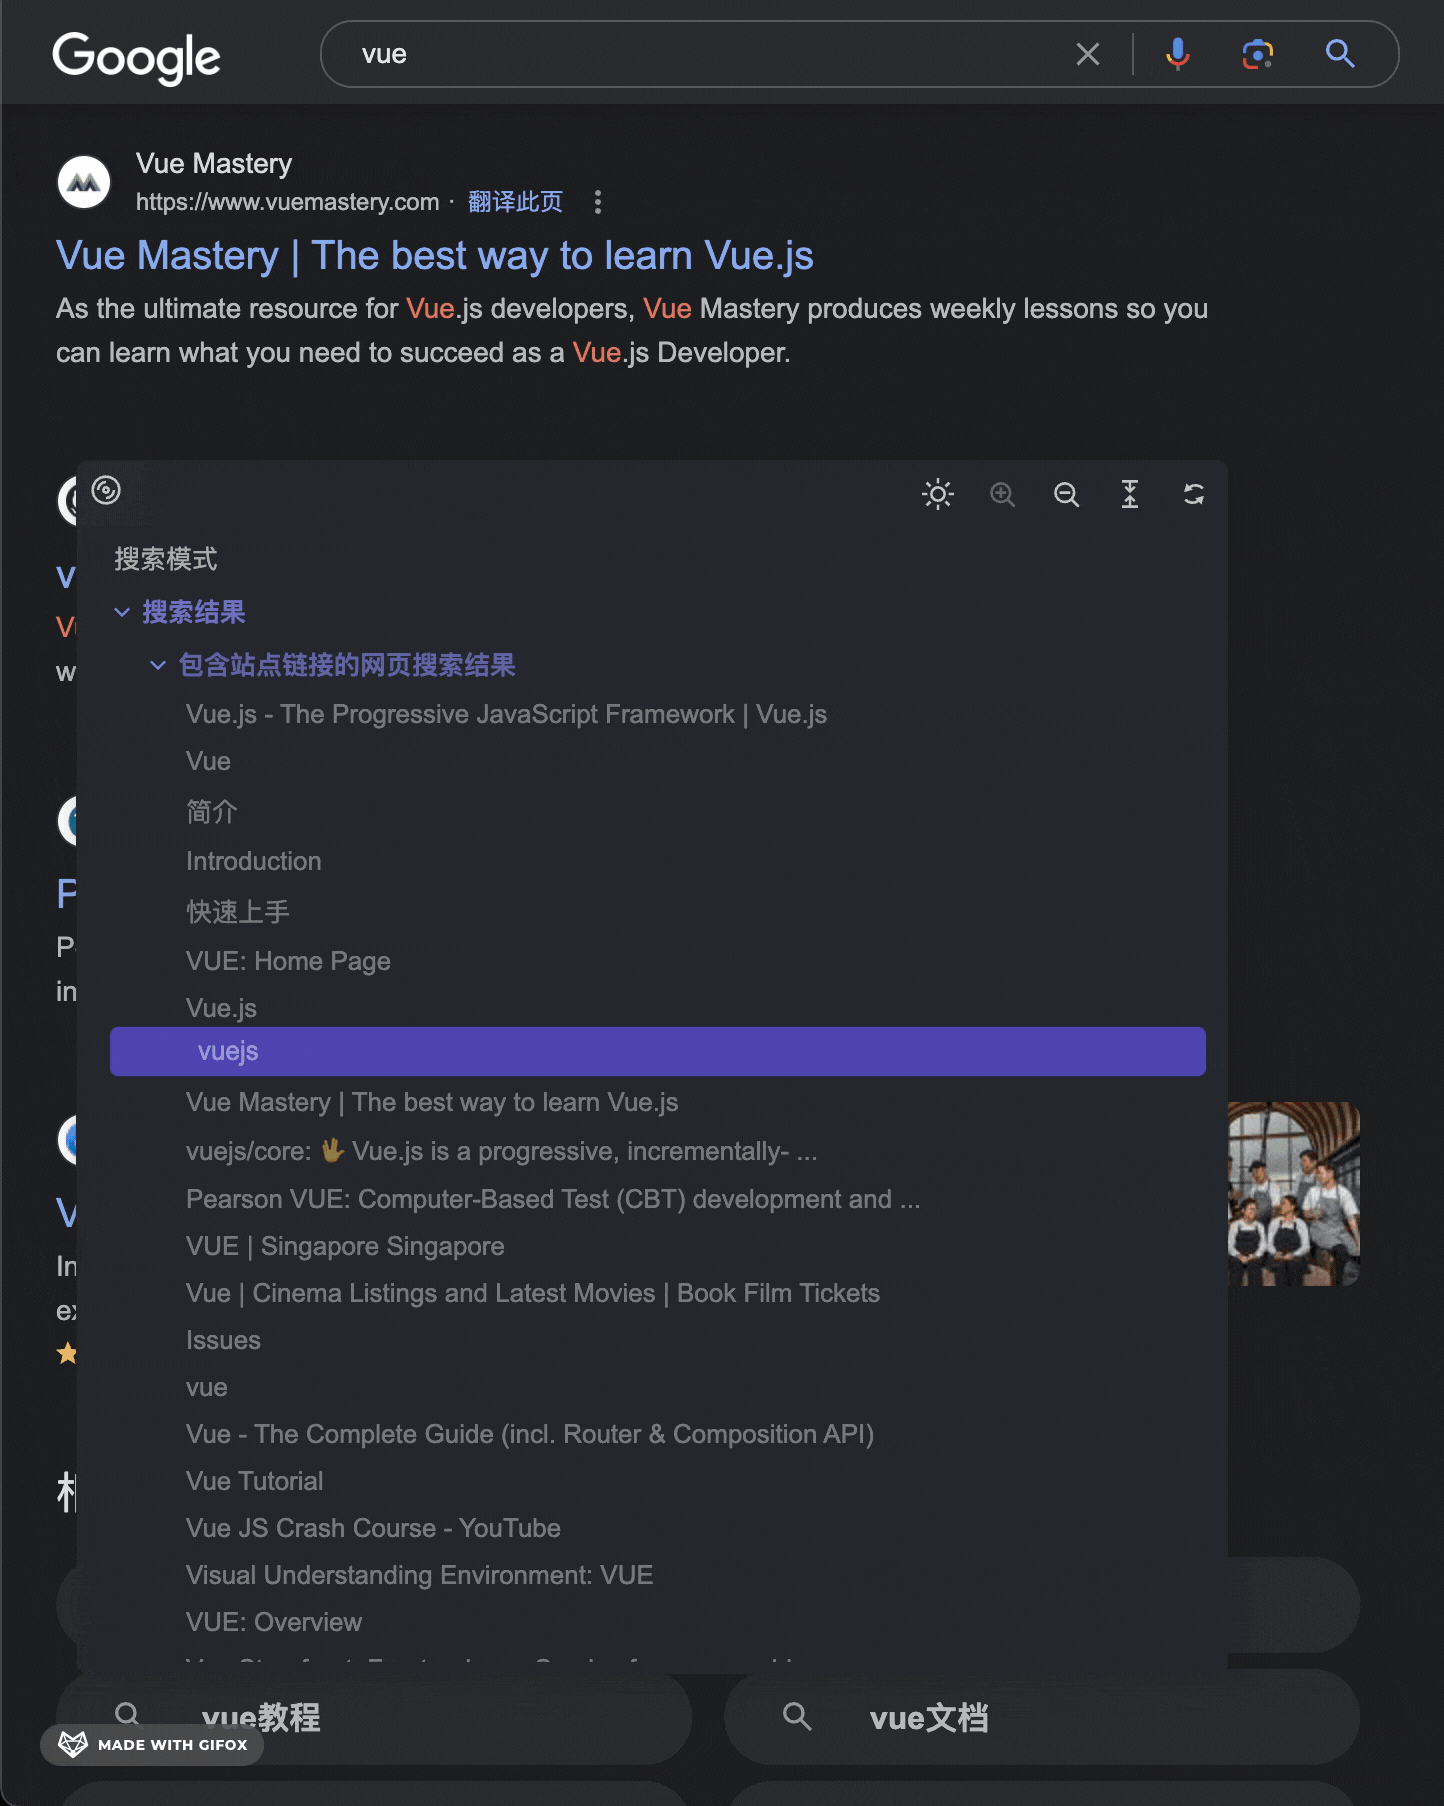 Google
vue
Vue Mastery
https://www.vuemastery.com · 翻译此页
Vue Mastery | The best way to learn Vue.js
As the ultimate resource for Vue.js developers, Vue Mastery produces weekly lessons so you
can learn what you need to succeed as a Vue.js Developer.
搜索模式
搜索结果
包含站点链接的网页搜索结果
Vue.js - The Progressive JavaScript Framework | Vue.js
Vue
简介
Introduction
快速上手
VUE: Home Page
Vue.js
vuejs
Vue Mastery | The best way to learn Vue.js
vuejs/core: 🖖 Vue.js is a progressive, incrementally- ...
Pearson VUE: Computer-Based Test (CBT) development and ...
VUE | Singapore Singapore
Vue | Cinema Listings and Latest Movies | Book Film Tickets
Issues
vue
Vue - The Complete Guide (incl. Router & Composition API)
Vue Tutorial
Vue JS Crash Course - YouTube
Visual Understanding Environment: VUE
VUE: Overview
vue教程
vue文档
MADE WITH GIFOX